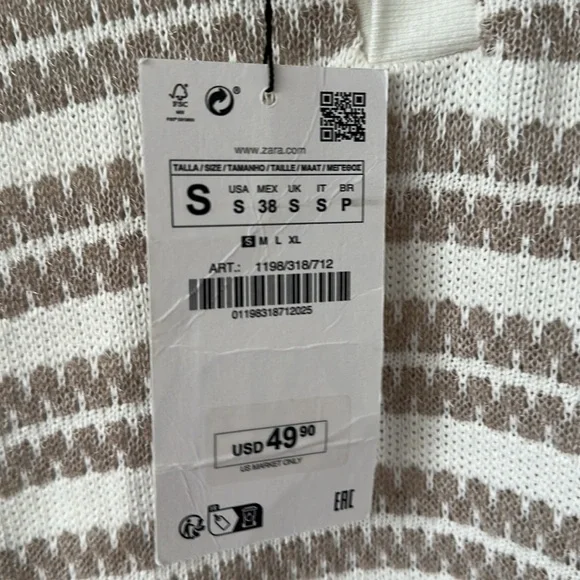 FSC
www.zara.com
TALLA / SIZE / TAMANHO / TAILLE / MAAT / ΜΕΓΕΘΟΣ
S USA MEX UK IT BR
S 38 S S P
S M L XL
ART.: 1198/318/712
01198318712025
USD 49.90
US MARKET ONLY
EAC